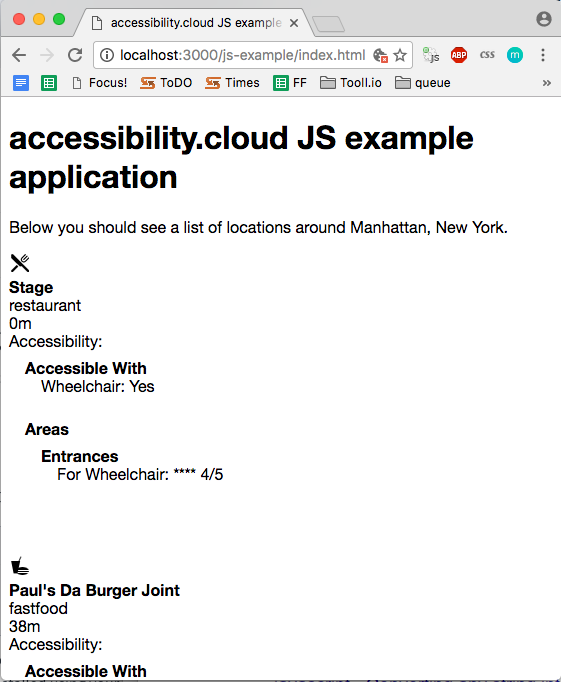 accessibility.cloud JS example
localhost:3000/js-example/index.html
js
ABP
CSS
m
Focus!
ToDO
Times
FF
Tooll.io
queue
»
accessibility.cloud JS example
application
Below you should see a list of locations around Manhattan, New York.
Stage
restaurant
0m
Accessibility:
Accessible With
Wheelchair: Yes
Areas
Entrances
For Wheelchair: **** 4/5
Paul's Da Burger Joint
fastfood
38m
Accessibility:
Accessible With